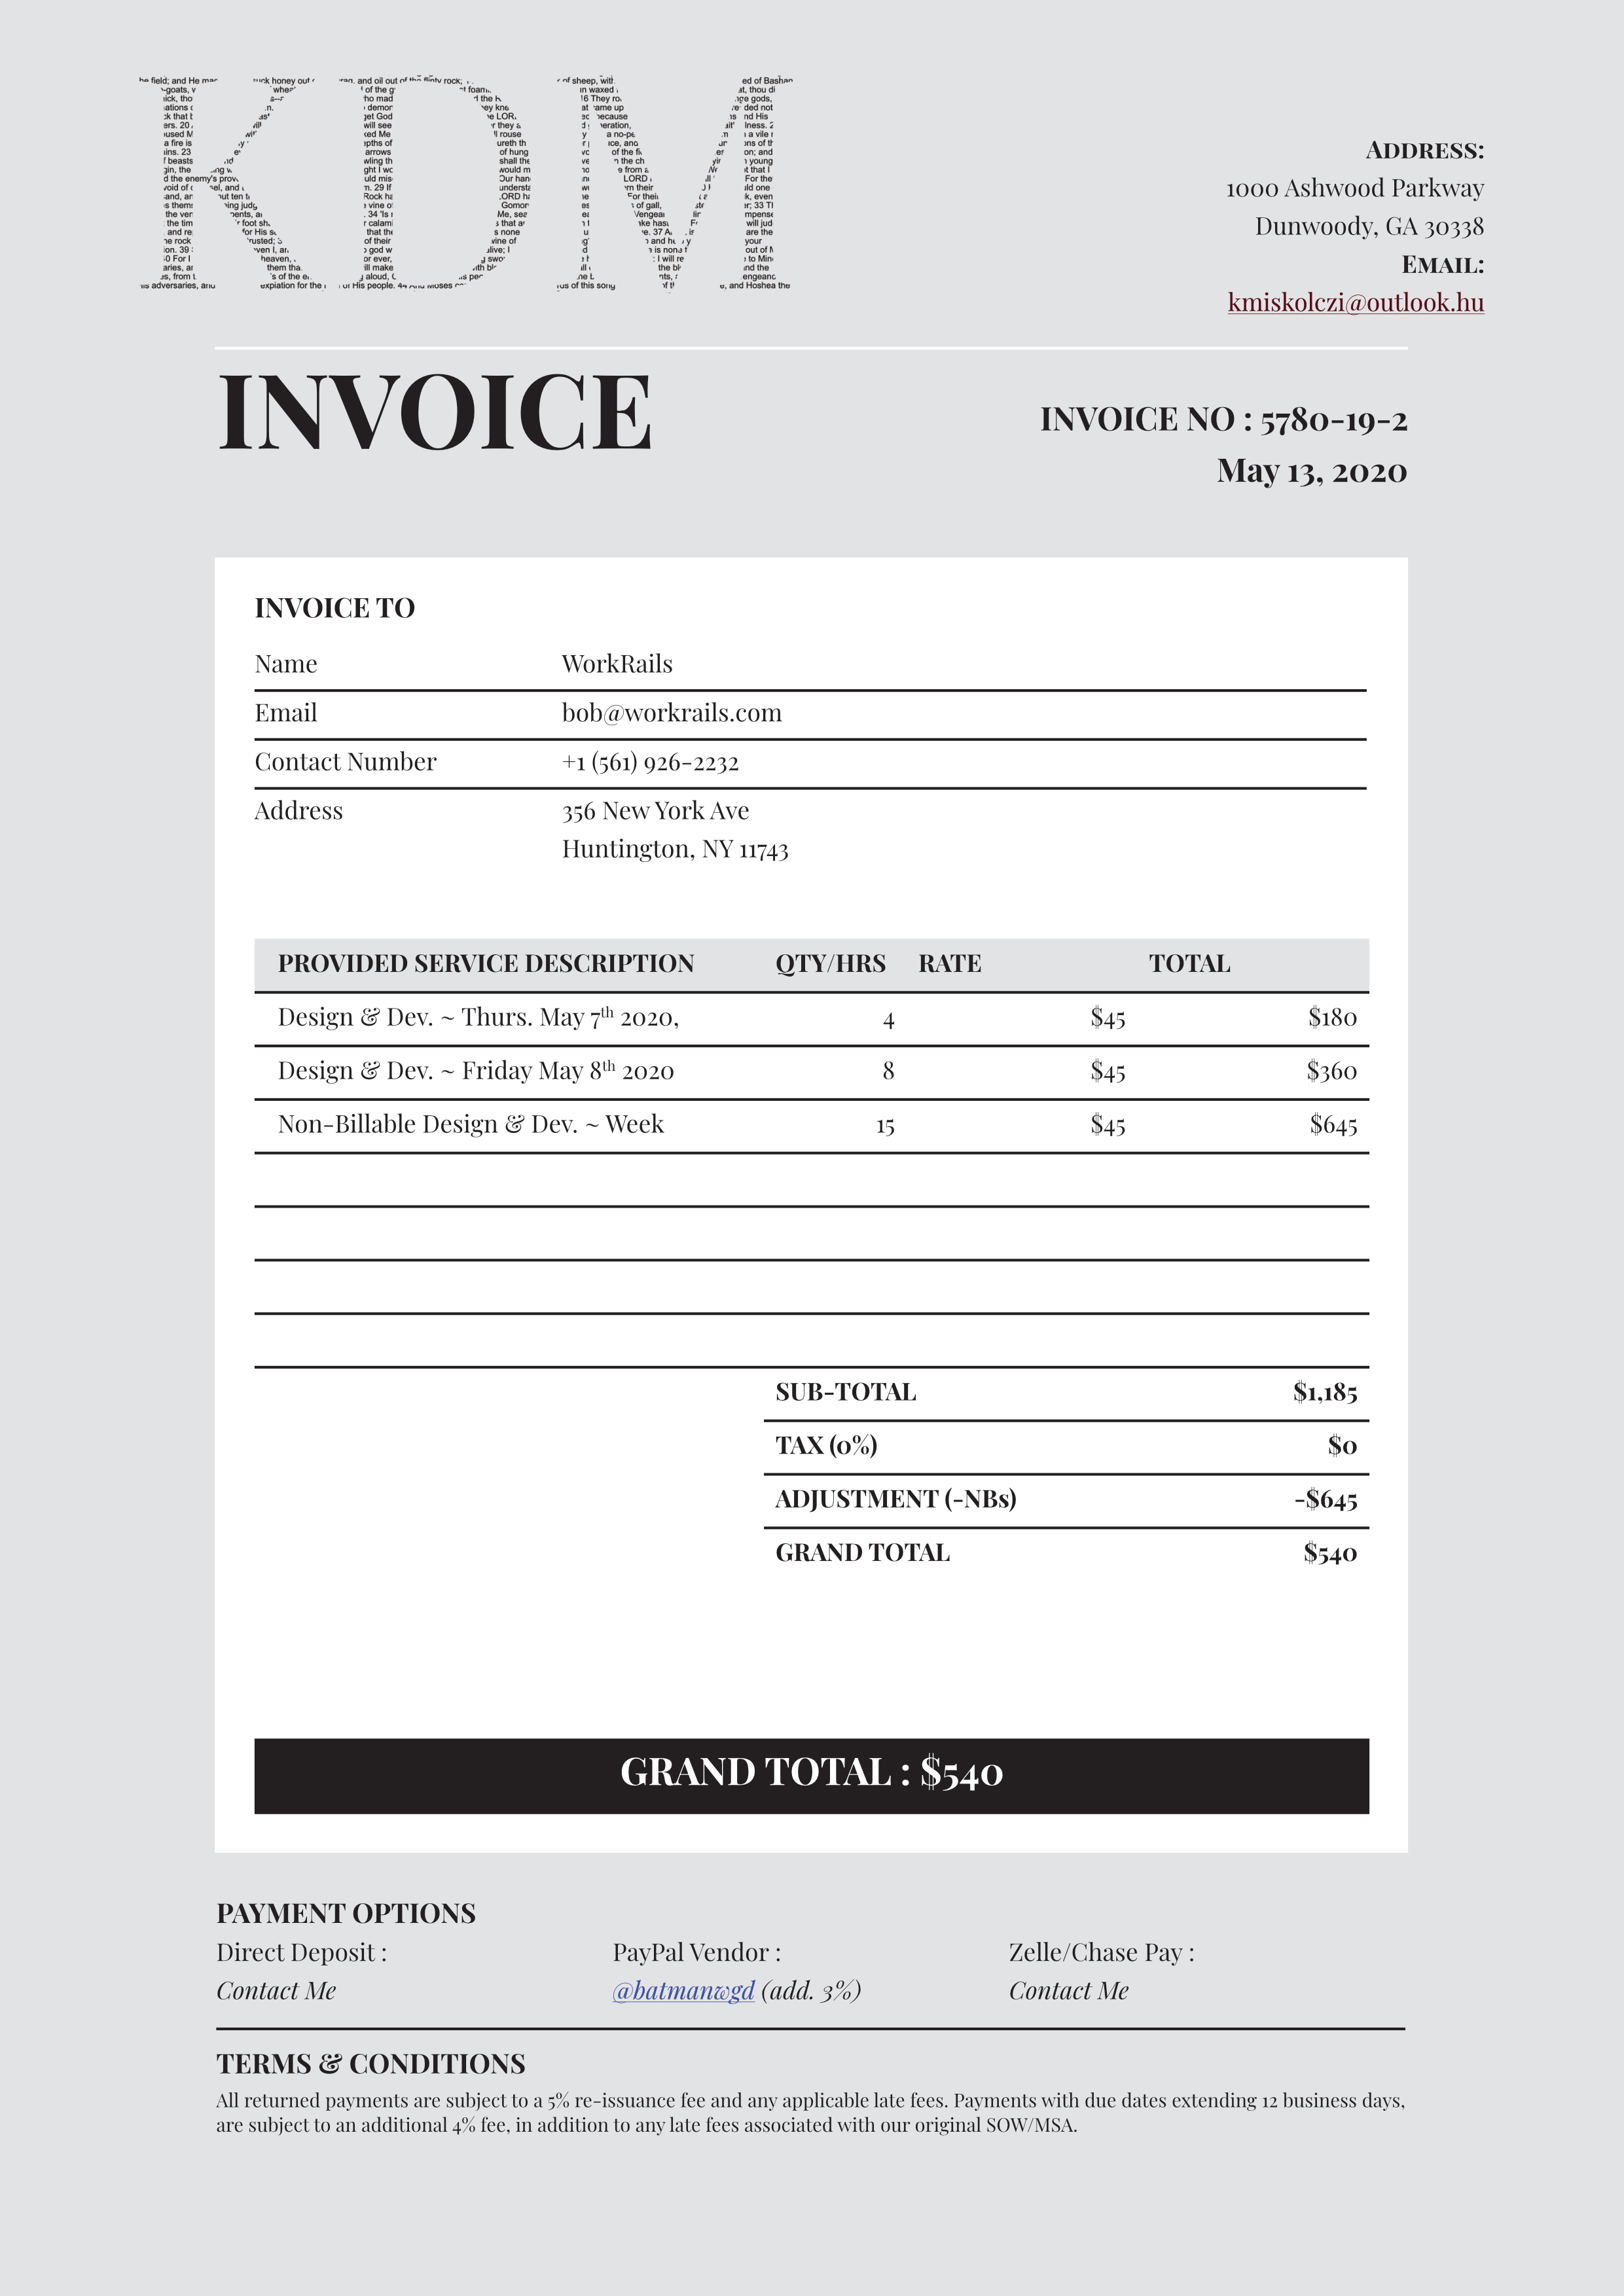 KDM
ADDRESS:
1000 Ashwood Parkway
Dunwoody, GA 30338
EMAIL:
kmiskolczi@outlook.hu
INVOICE
INVOICE NO : 5780-19-2
May 13, 2020
INVOICE TO
Name WorkRails
Email bob@workrails.com
Contact Number +1 (561) 926-2232
Address 356 New York Ave
Huntington, NY 11743
PROVIDED SERVICE DESCRIPTION QTY/HRS RATE TOTAL
Design & Dev. ~ Thurs. May 7th 2020, 4 $45 $180
Design & Dev. ~ Friday May 8th 2020 8 $45 $360
Non-Billable Design & Dev. ~ Week 15 $45 $645
SUB-TOTAL $1,185
TAX (0%) $0
ADJUSTMENT (-NBs) -$645
GRAND TOTAL $540
GRAND TOTAL : $540
PAYMENT OPTIONS
Direct Deposit : PayPal Vendor : Zelle/Chase Pay :
Contact Me @batmanwgd (add. 3%) Contact Me
TERMS & CONDITIONS
All returned payments are subject to a 5% re-issuance fee and any applicable late fees. Payments with due dates extending 12 business days,
are subject to an additional 4% fee, in addition to any late fees associated with our original SOW/MSA.